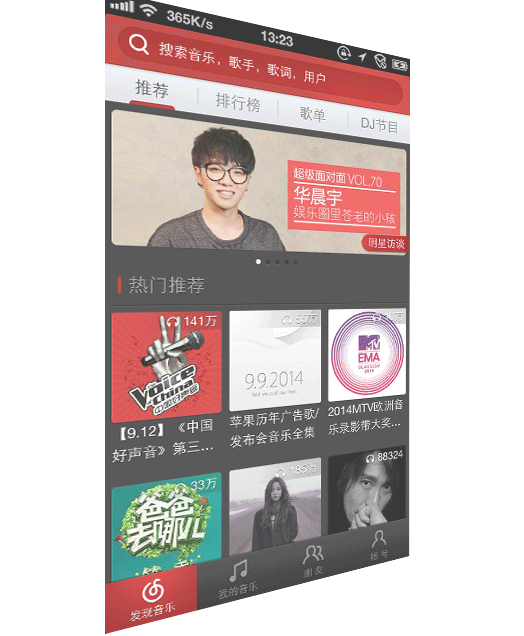 365K/s
13:23
搜索音乐，歌手，歌词，用户
推荐
排行榜
歌单
DJ节目
超级面对面 VOL.70
华晨宇
娱乐圈里苍老的小孩
明星访谈
热门推荐
141万
The Voice of China
中国好声音
【9.12】《中国
好声音》第三...
55万
9.9.2014
苹果历年广告歌/
发布会音乐全集
MTV
EMA
GLASGOW
2014
2014MTV欧洲音
乐录影带大奖...
33万
爸爸
去哪儿
185万
88324
发现音乐
我的音乐
朋友
帐号